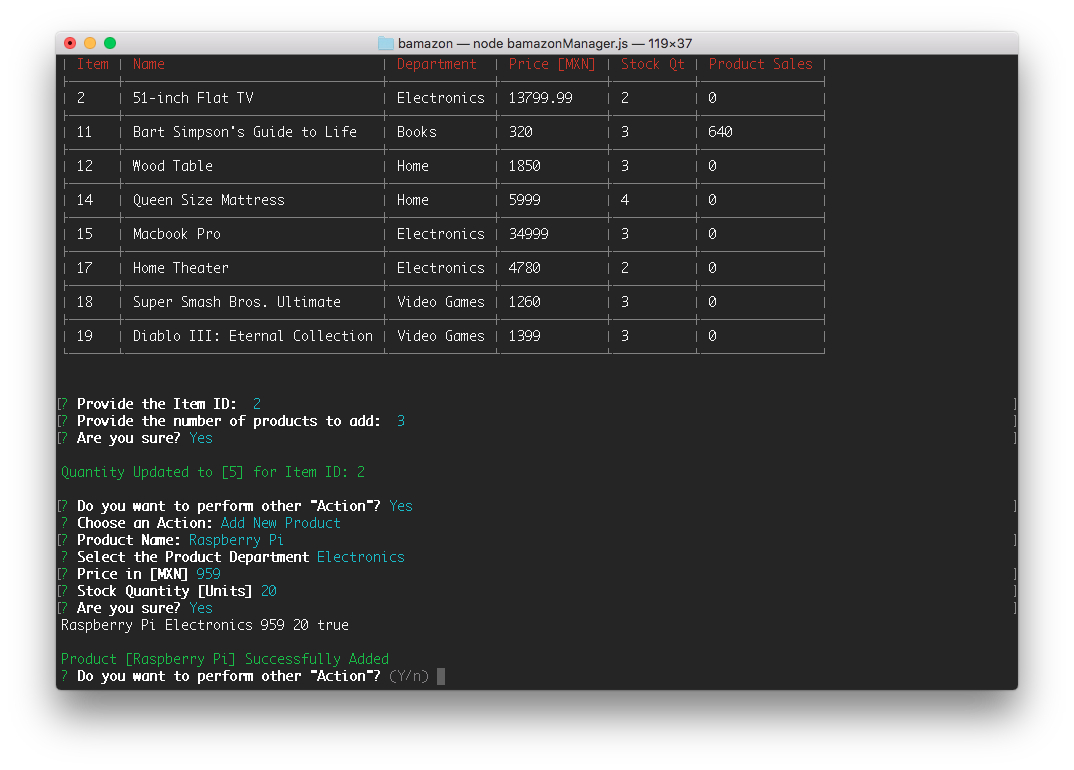 bamazon — node bamazonManager.js — 119×37
| Item | Name | Department | Price [MXN] | Stock Qt | Product Sales |
| 2 | 51-inch Flat TV | Electronics | 13799.99 | 2 | 0 |
| 11 | Bart Simpson's Guide to Life | Books | 320 | 3 | 640 |
| 12 | Wood Table | Home | 1850 | 3 | 0 |
| 14 | Queen Size Mattress | Home | 5999 | 4 | 0 |
| 15 | Macbook Pro | Electronics | 34999 | 3 | 0 |
| 17 | Home Theater | Electronics | 4780 | 2 | 0 |
| 18 | Super Smash Bros. Ultimate | Video Games | 1260 | 3 | 0 |
| 19 | Diablo III: Eternal Collection | Video Games | 1399 | 3 | 0 |
[? Provide the Item ID:  2 ]
[? Provide the number of products to add:  3 ]
[? Are you sure? Yes ]
Quantity Updated to [5] for Item ID: 2
[? Do you want to perform other "Action"? Yes ]
? Choose an Action: Add New Product
[? Product Name: Raspberry Pi ]
? Select the Product Department Electronics
[? Price in [MXN] 959 ]
[? Stock Quantity [Units] 20 ]
[? Are you sure? Yes ]
Raspberry Pi Electronics 959 20 true
Product [Raspberry Pi] Successfully Added
? Do you want to perform other "Action"? (Y/n)